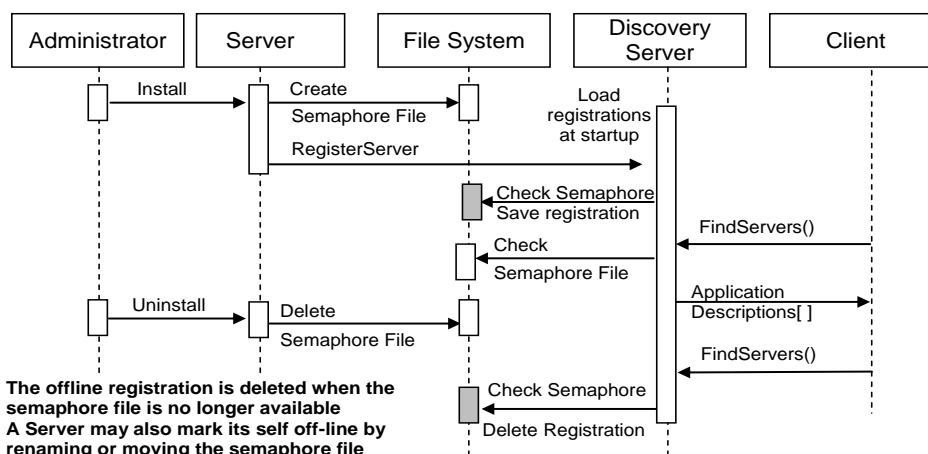 Administrator
Server
File System
Discovery
Server
Client
Install
Create
Semaphore File
Load
registrations
at startup
RegisterServer
Check Semaphore
Save registration
FindServers()
Check
Semaphore File
Application
Descriptions[ ]
Uninstall
Delete
Semaphore File
FindServers()
Check Semaphore
Delete Registration
The offline registration is deleted when the
semaphore file is no longer available
A Server may also mark its self off-line by
renaming or moving the semaphore file